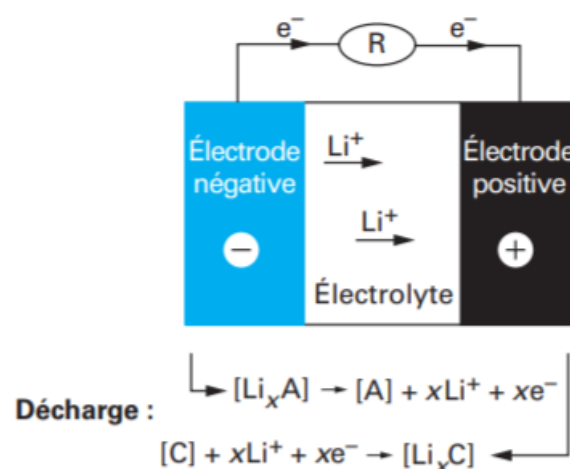 e⁻ R e⁻
Électrode
négative
−
Li⁺
Li⁺
Électrolyte
Électrode
positive
+
[LiₓA] → [A] + xLi⁺ + xe⁻
Décharge :
[C] + xLi⁺ + xe⁻ → [LiₓC]